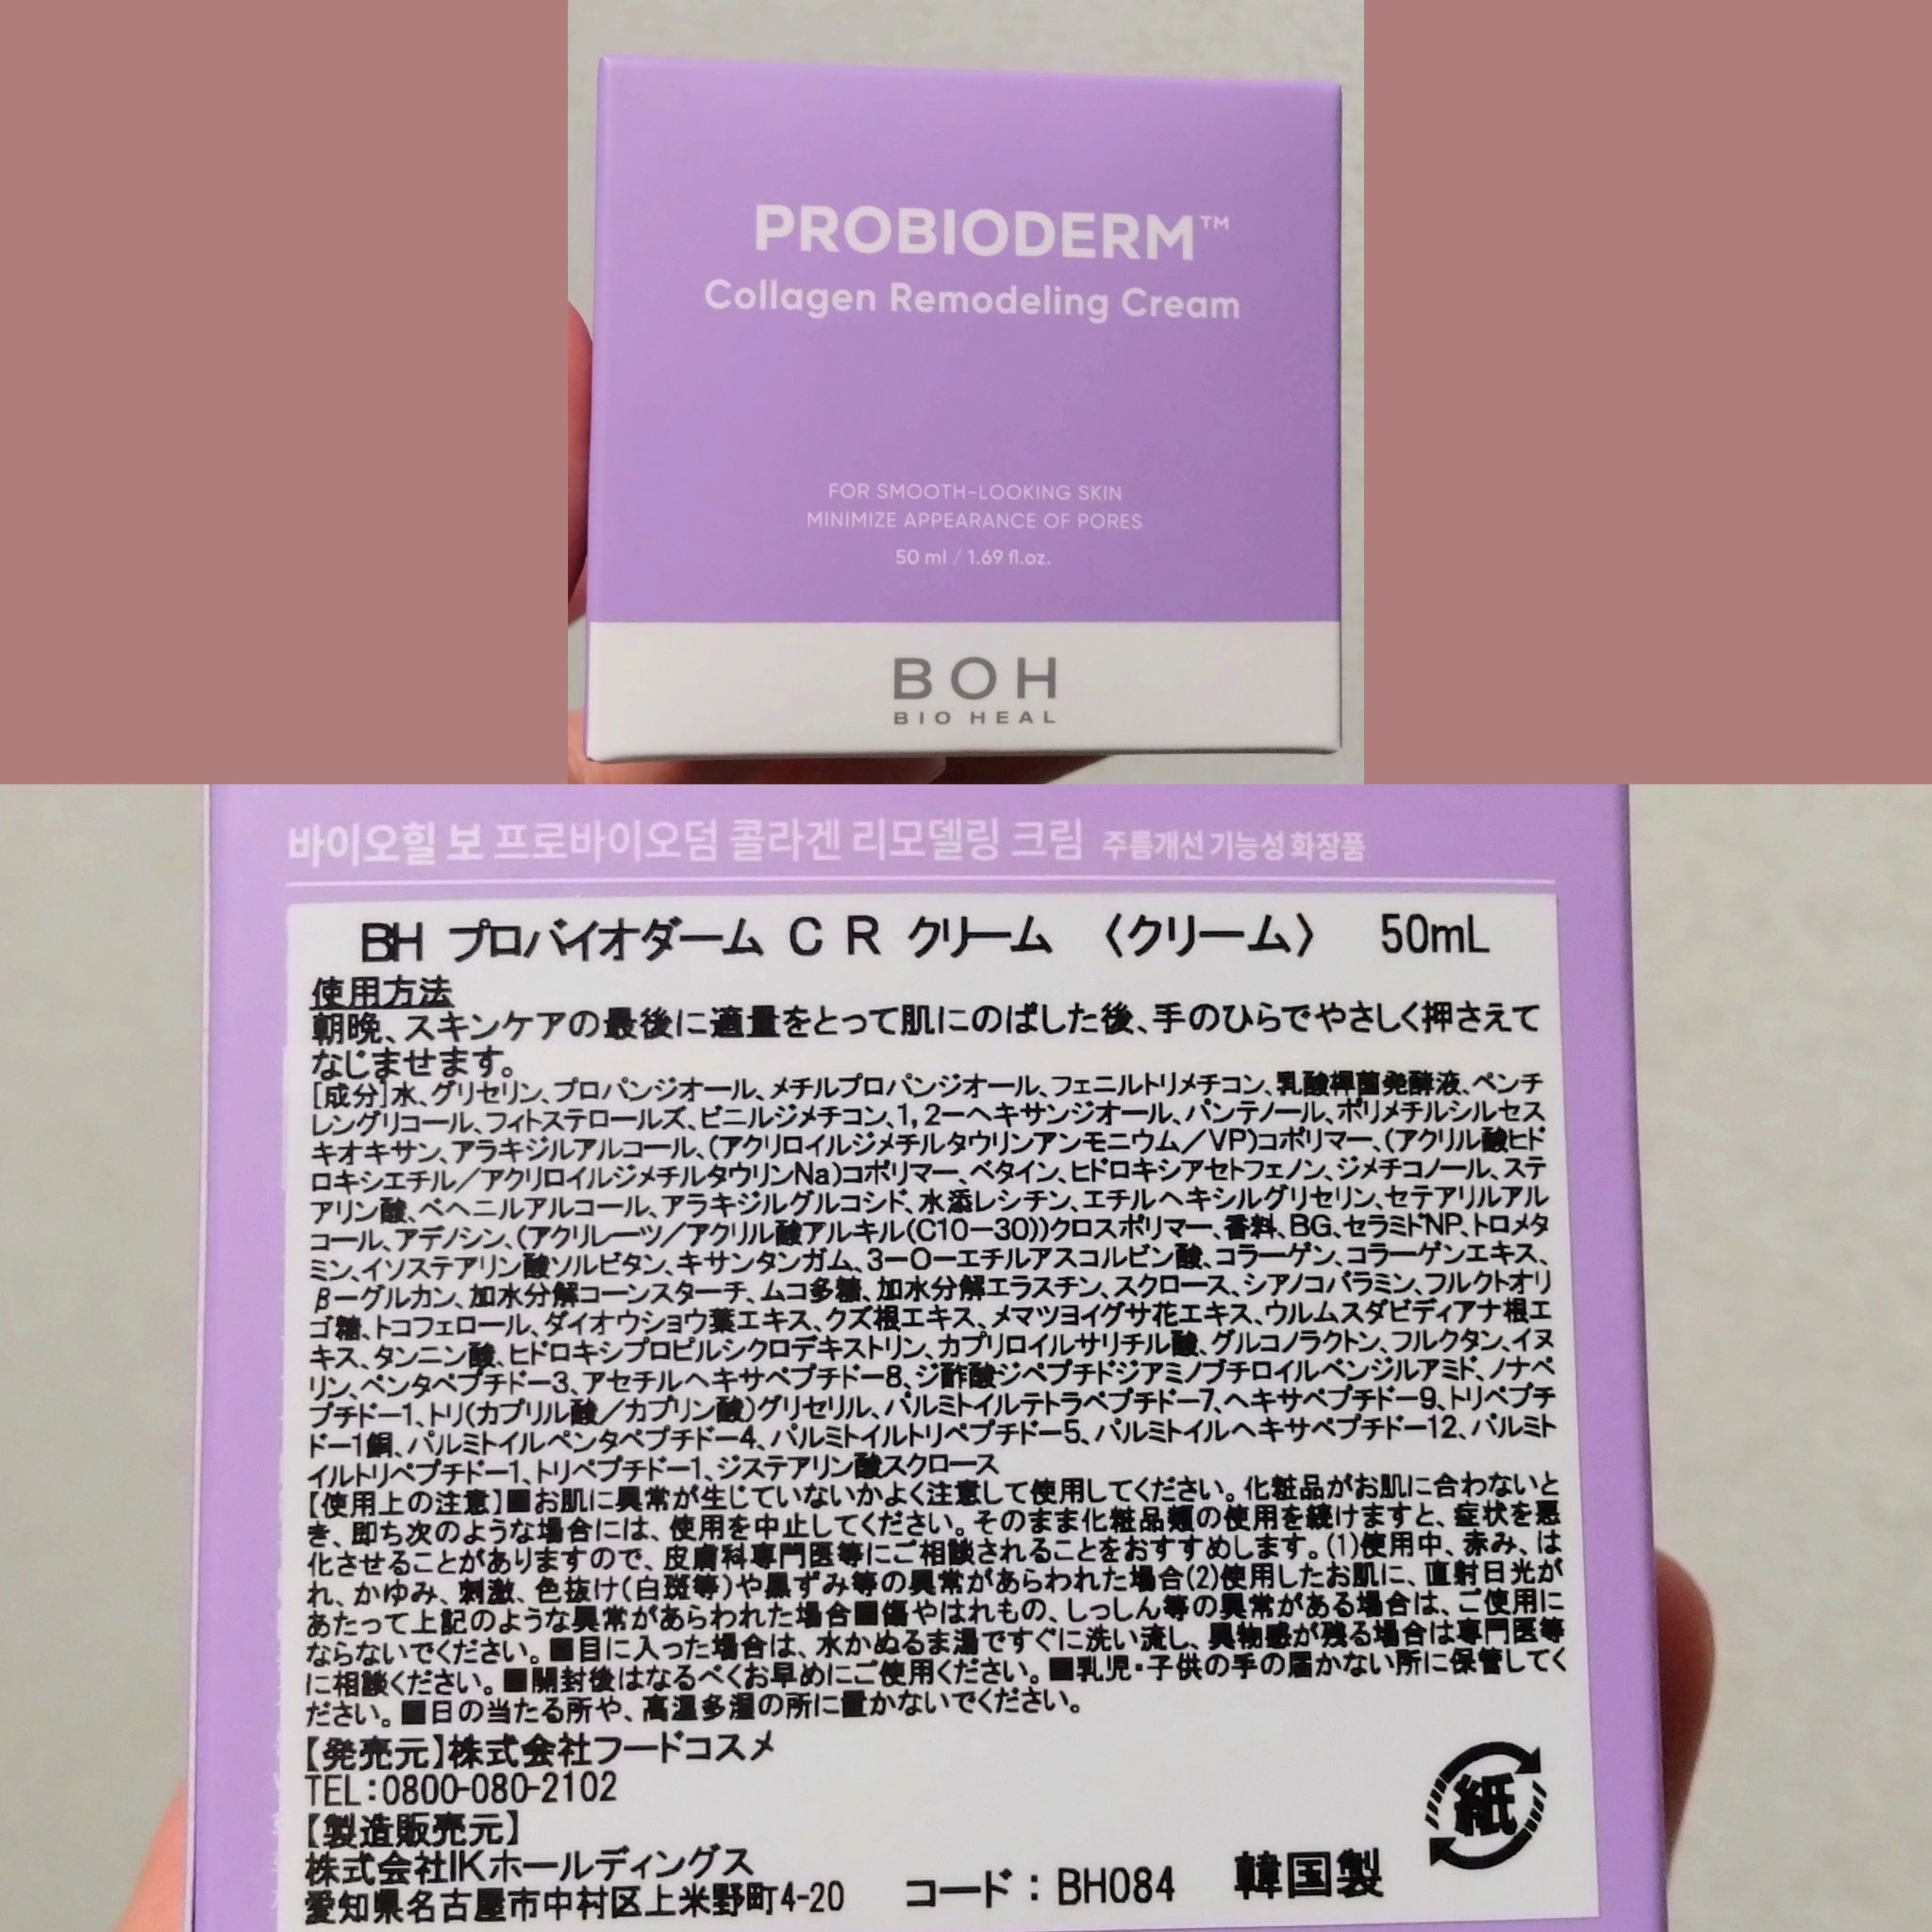 PROBIODERM™
Collagen Remodeling Cream
FOR SMOOTH-LOOKING SKIN
MINIMIZE APPEARANCE OF PORES
50 ml / 1.69 fl.oz.
BOH
BIO HEAL
바이오힐 보 프로바이오덤 콜라겐 리모델링 크림 주름개선 기능성 화장품
BH プロバイオダーム CR クリーム 〈クリーム〉 50mL
使用方法
朝晩、スキンケアの最後に適量をとって肌にのばした後、手のひらでやさしく押さえて
なじませます。
[成分]水、グリセリン、プロパンジオール、メチルプロパンジオール、フェニルトリメチコン、乳酸桿菌発酵液、ペンチ
レングリコール、フィトステロールズ、ビニルジメチコン、1,2ーヘキサンジオール、パンテノール、ポリメチルシルセス
キオキサン、アラキジルアルコール、(アクリロイルジメチルタウリンアンモニウム/VP)コポリマー、(アクリル酸ヒド
ロキシエチル/アクリロイルジメチルタウリンNa)コポリマー、ベタイン、ヒドロキシアセトフェノン、ジメチコノール、ステ
アリン酸、ベヘニルアルコール、アラキジルグルコシド、水添レシチン、エチルヘキシルグリセリン、セテアリルアル
コール、アデノシン、(アクリレーツ/アクリル酸アルキル(C10ー30))クロスポリマー、香料、BG、セラミドNP、トロメタ
ミン、イソステアリン酸ソルビタン、キサンタンガム、3ーOーエチルアスコルビン酸、コラーゲン、コラーゲンエキス、
βーグルカン、加水分解コーンスターチ、ムコ多糖、加水分解エラスチン、スクロース、シアノコバラミン、フルクトオリ
ゴ糖、トコフェロール、ダイオウショウ葉エキス、クズ根エキス、メマツヨイグサ花エキス、ウルムスダビディアナ根エ
キス、タンニン酸、ヒドロキシプロピルシクロデキストリン、カプリロイルサリチル酸、グルコノラクトン、フルクタン、イヌ
リン、ペンタペプチドー3、アセチルヘキサペプチドー8、ジ酢酸ジペプチドジアミノブチロイルベンジルアミド、ノナペ
プチドー1、トリ(カプリル酸/カプリン酸)グリセリル、パルミトイルテトラペプチドー7、ヘキサペプチドー9、トリペプチ
ドー1銅、パルミトイルペンタペプチドー4、パルミトイルトリペプチドー5、パルミトイルヘキサペプチドー12、パルミト
イルトリペプチドー1、トリペプチドー1、ジステアリン酸スクロース
【使用上の注意】■お肌に異常が生じていないかよく注意して使用してください。化粧品がお肌に合わないと
き、即ち次のような場合には、使用を中止してください。そのまま化粧品類の使用を続けますと、症状を悪
化させることがありますので、皮膚科専門医等にご相談されることをおすすめします。(1)使用中、赤み、は
れ、かゆみ、刺激、色抜け(白斑等)や黒ずみ等の異常があらわれた場合(2)使用したお肌に、直射日光が
あたって上記のような異常があらわれた場合■傷やはれもの、しっしん等の異常がある場合は、ご使用に
ならないでください。■目に入った場合は、水かぬるま湯ですぐに洗い流し、異物感が残る場合は専門医等
に相談ください。■開封後はなるべくお早めにご使用ください。■乳児・子供の手の届かない所に保管してく
ださい。■日の当たる所や、高温多湿の所に置かないでください。
【発売元】株式会社フードコスメ
TEL:0800-080-2102
【製造販売元】
株式会社IKホールディングス
愛知県名古屋市中村区上米野町4-20 コード:BH084 韓国製
紙